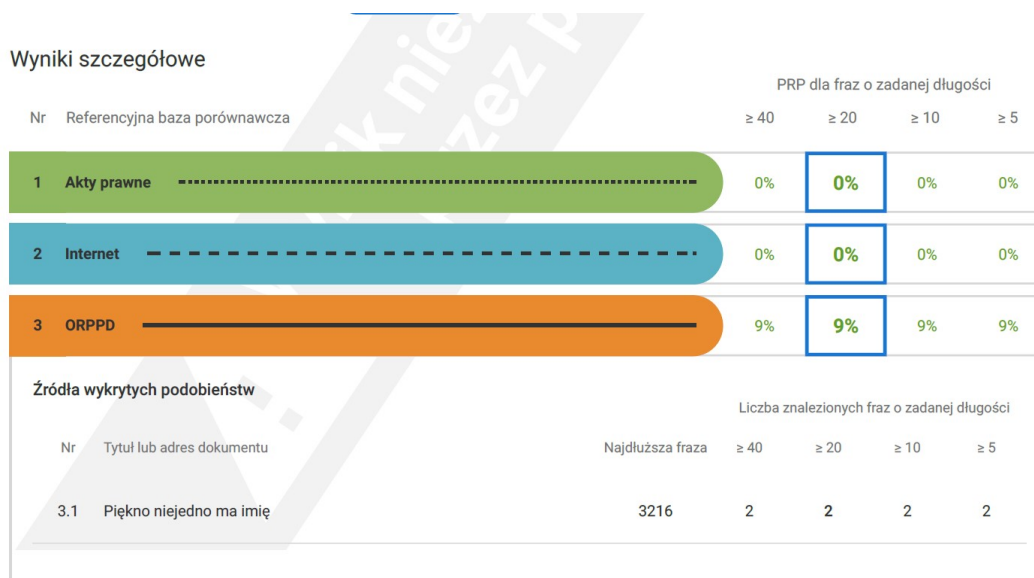 Wyniki szczegółowe
PRP dla fraz o zadanej długości
Nr Referencyjna baza porównawcza ≥ 40 ≥ 20 ≥ 10 ≥ 5
1 Akty prawne 0% 0% 0% 0%
2 Internet 0% 0% 0% 0%
3 ORPPD 9% 9% 9% 9%
Źródła wykrytych podobieństw
Liczba znalezionych fraz o zadanej długości
Nr Tytuł lub adres dokumentu Najdłuższa fraza ≥ 40 ≥ 20 ≥ 10 ≥ 5
3.1 Piękno niejedno ma imię 3216 2 2 2 2